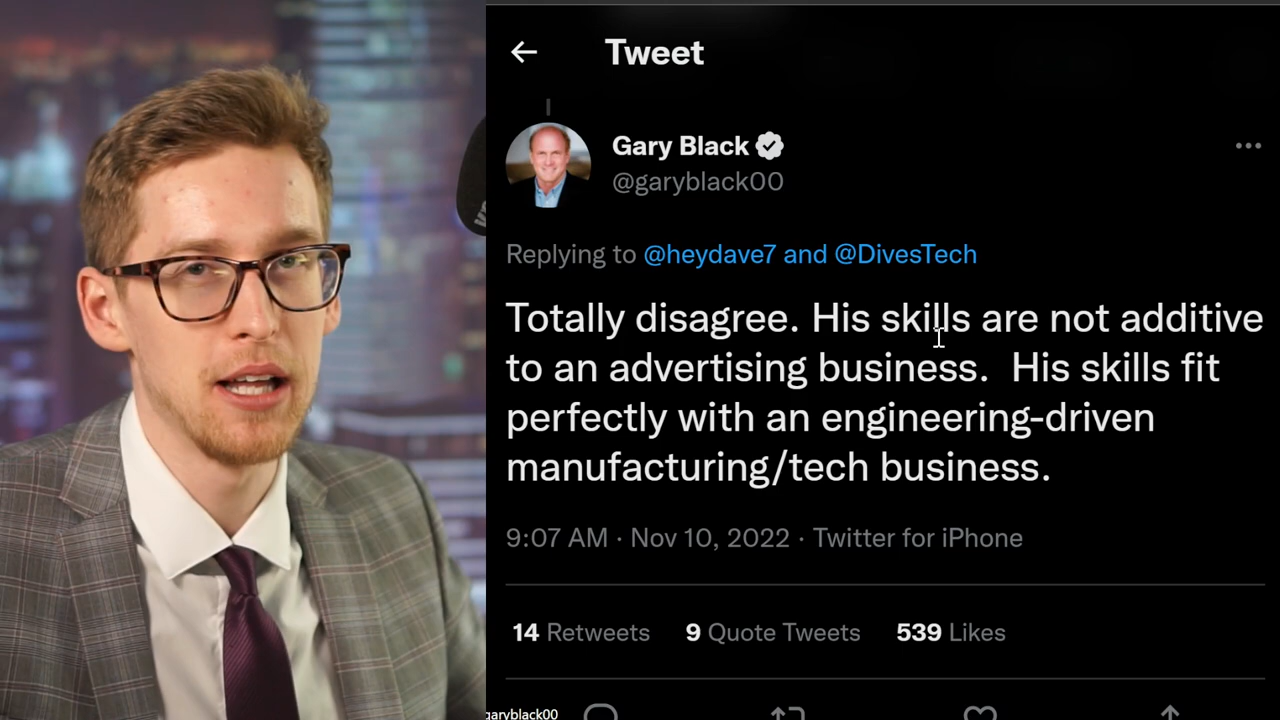 Tweet
Gary Black
@garyblack00
Replying to @heydave7 and @DivesTech
Totally disagree. His skills are not additive
to an advertising business.  His skills fit
perfectly with an engineering-driven
manufacturing/tech business.
9:07 AM · Nov 10, 2022 · Twitter for iPhone
14 Retweets 9 Quote Tweets 539 Likes
garyblack00